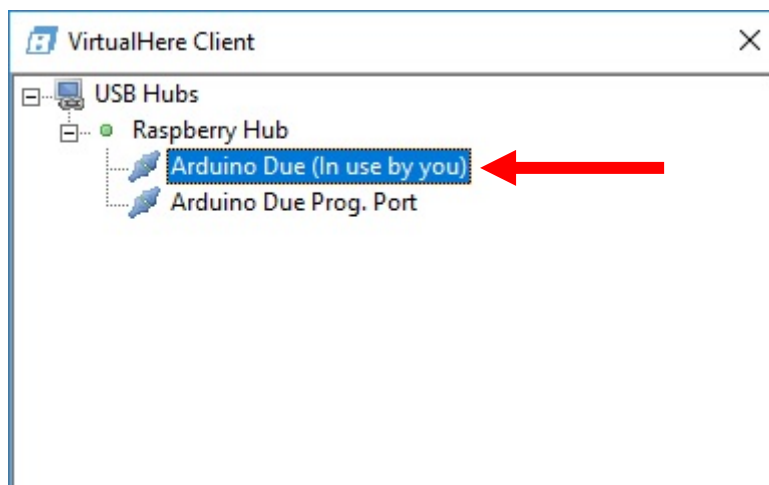 VirtualHere Client
USB Hubs
Raspberry Hub
Arduino Due (In use by you)
Arduino Due Prog. Port